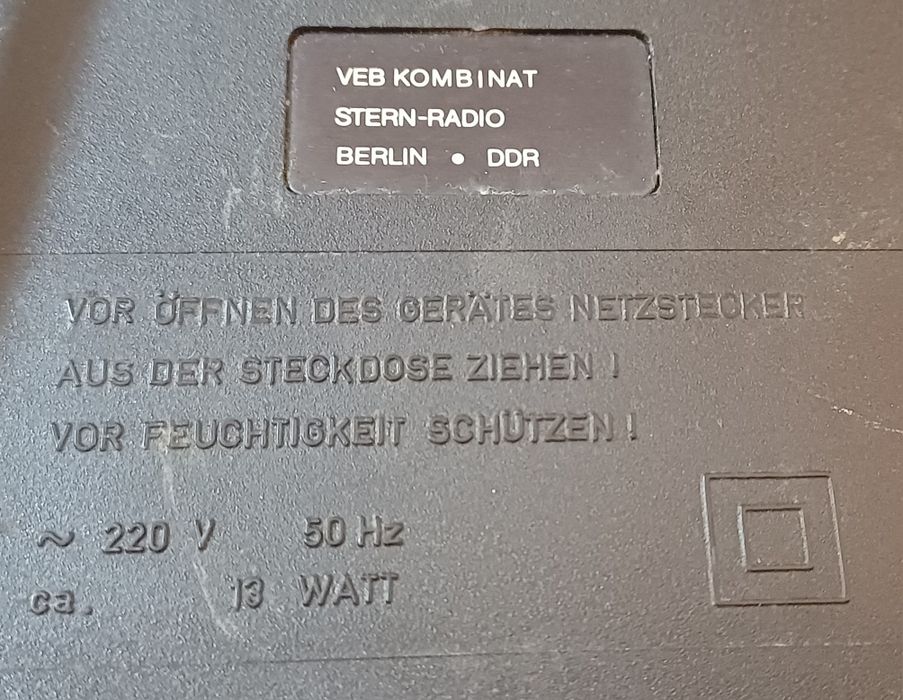 VEB KOMBINAT
STERN-RADIO
BERLIN • DDR
VOR ÖFFNEN DES GERÄTES NETZSTECKER
AUS DER STECKDOSE ZIEHEN !
VOR FEUCHTIGKEIT SCHÜTZEN !
~ 220 V 50 Hz
ca. 13 WATT